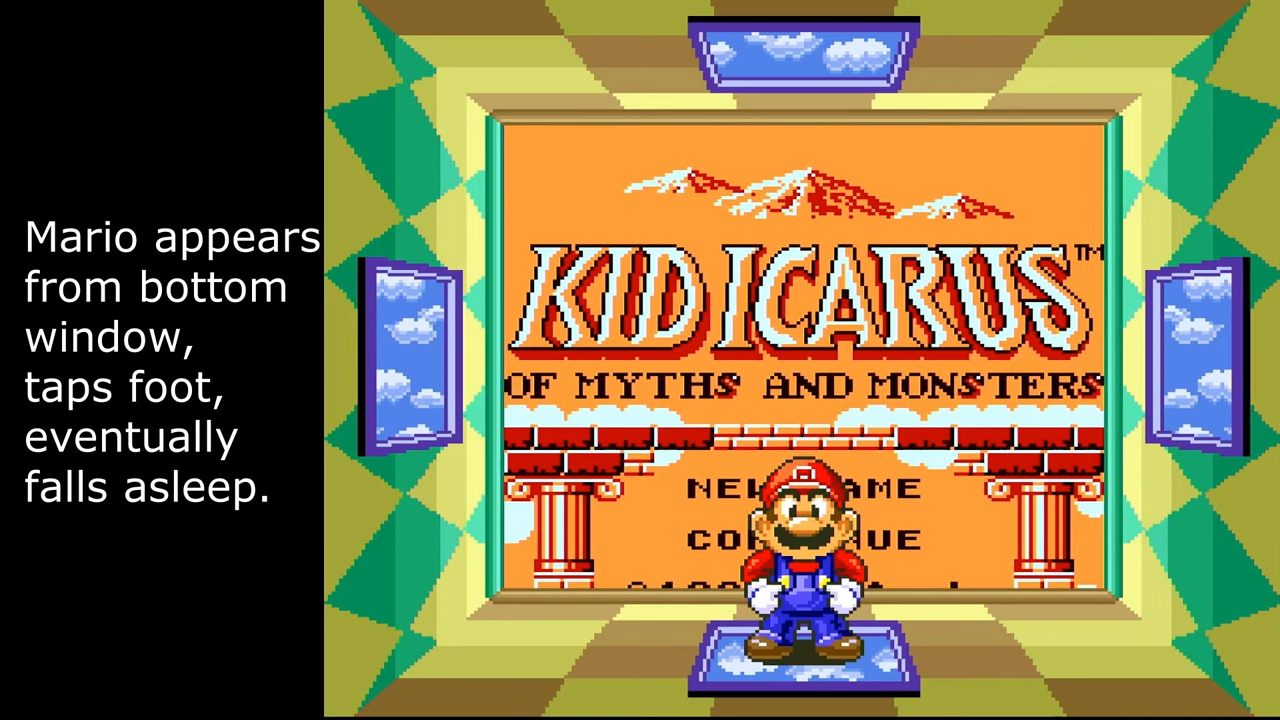 Mario appears
from bottom
window,
taps foot,
eventually
falls asleep.
KID ICARUS™
OF MYTHS AND MONSTERS
M